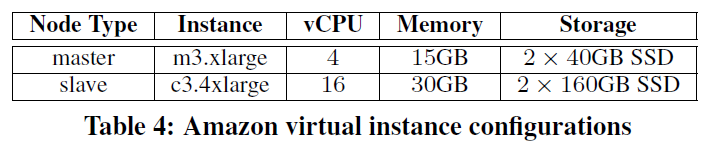 Node Type Instance vCPU Memory Storage
master m3.xlarge 4 15GB 2 × 40GB SSD
slave c3.4xlarge 16 30GB 2 × 160GB SSD
Table 4: Amazon virtual instance configurations